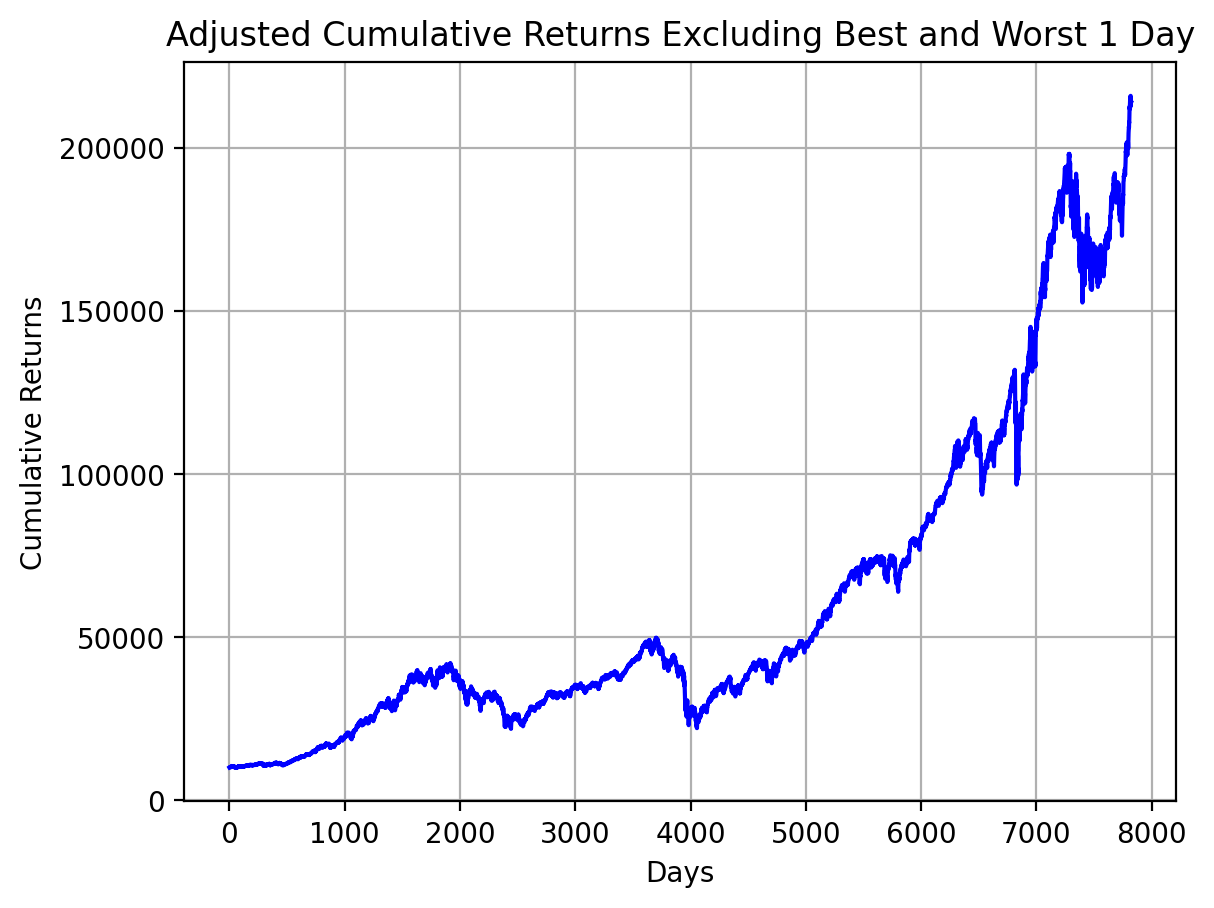 Adjusted Cumulative Returns Excluding Best and Worst 1 Day
200000
150000
100000
50000
0
Cumulative Returns
0 1000 2000 3000 4000 5000 6000 7000 8000
Days